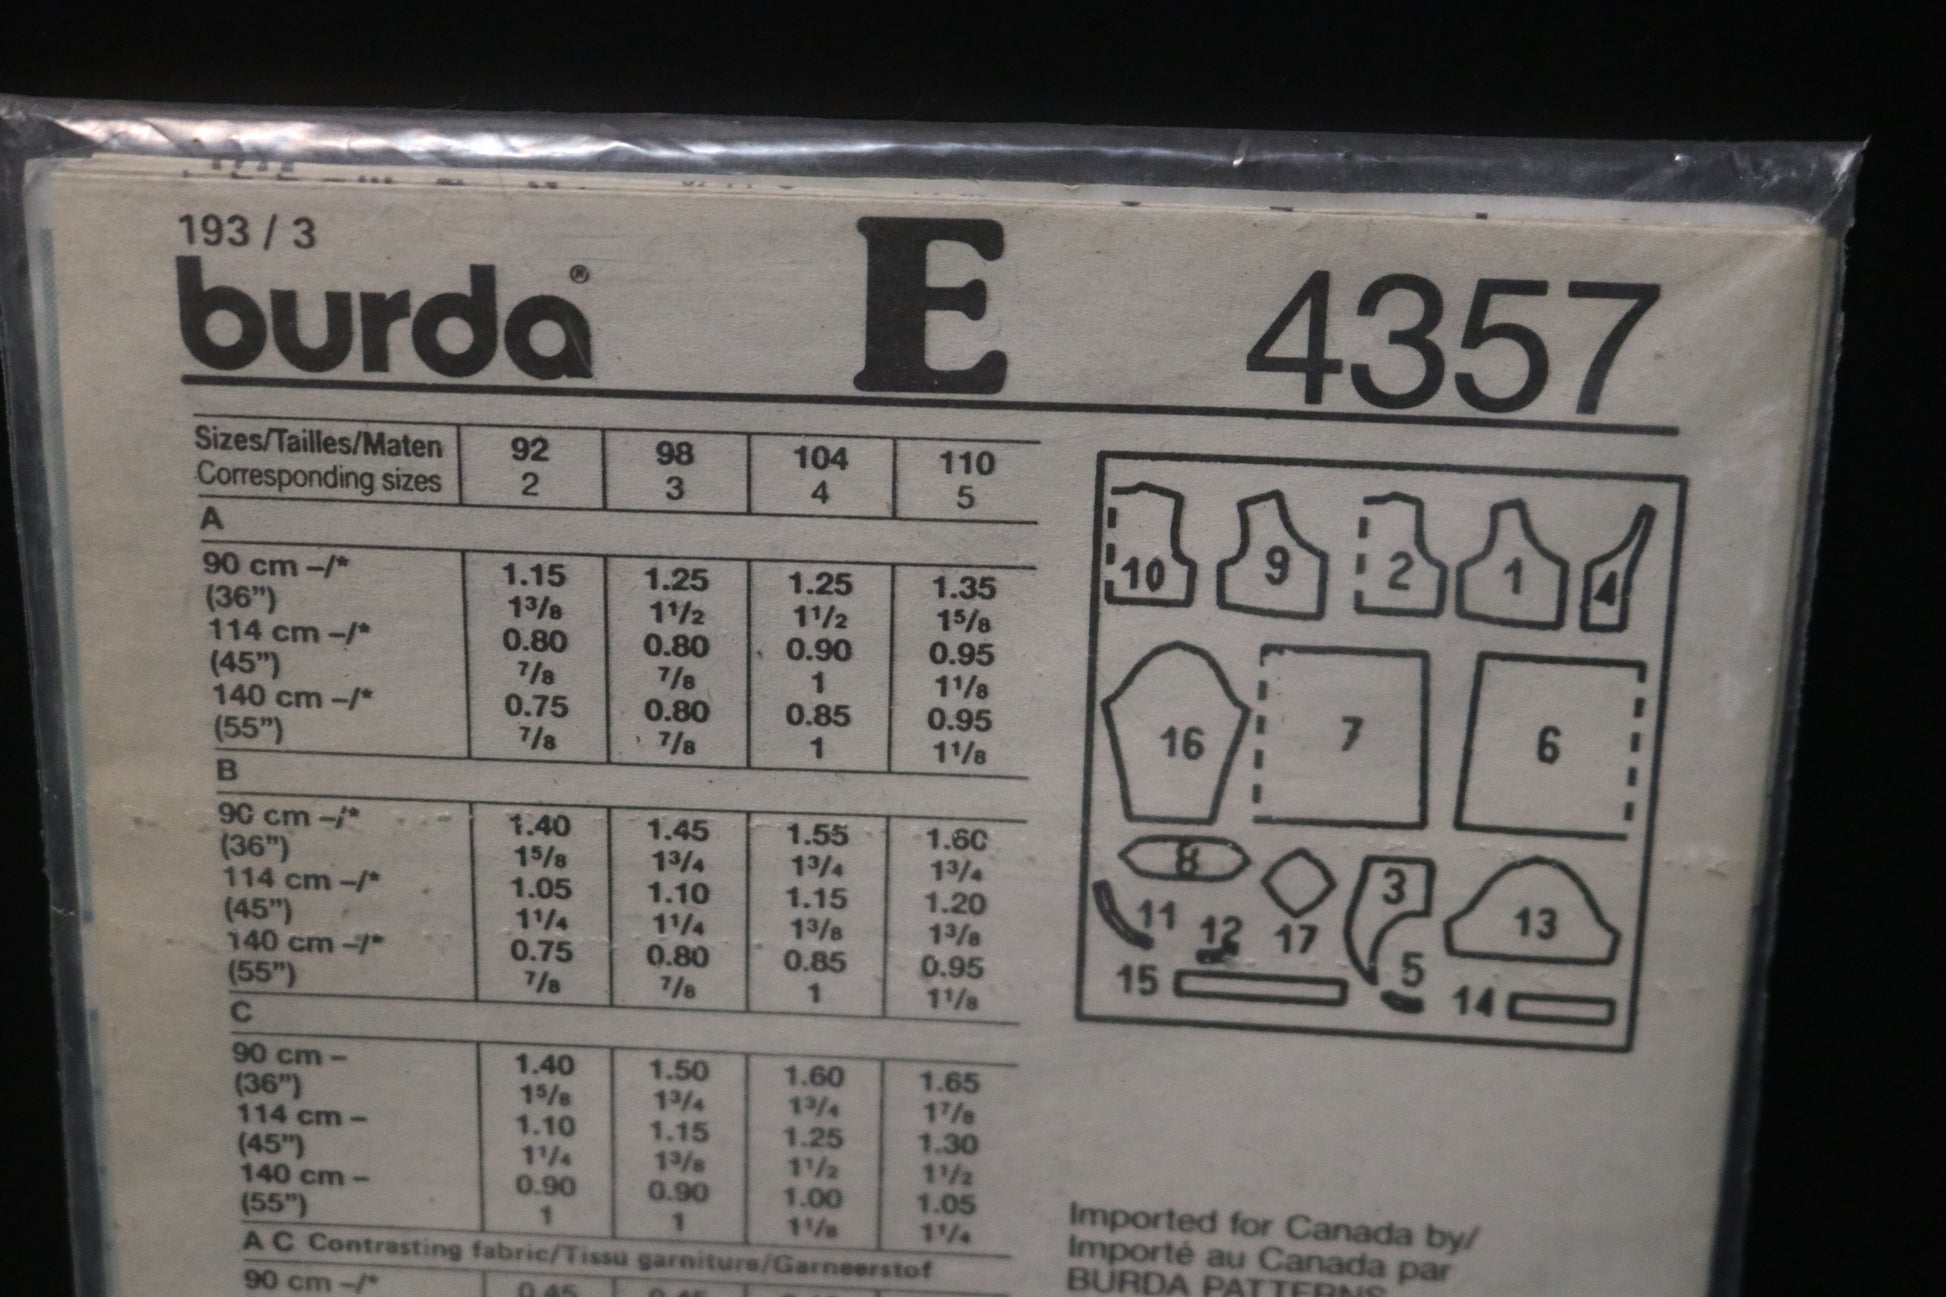 193 / 3
burda® E 4357
Sizes/Tailles/Maten 92 98 104 110
Corresponding sizes 2 3 4 5
A
90 cm –/* 1.15 1.25 1.25 1.35
(36”) 1³/₈ 1¹/₂ 1¹/₂ 1⁵/₈
114 cm –/* 0.80 0.80 0.90 0.95
(45”) ⁷/₈ ⁷/₈ 1 1¹/₈
140 cm –/* 0.75 0.80 0.85 0.95
(55”) ⁷/₈ ⁷/₈ 1 1¹/₈
B
90 cm –/* 1.40 1.45 1.55 1.60
(36”) 1⁵/₈ 1³/₄ 1³/₄ 1³/₄
114 cm –/* 1.05 1.10 1.15 1.20
(45”) 1¹/₄ 1¹/₄ 1³/₈ 1³/₈
140 cm –/* 0.75 0.80 0.85 0.95
(55”) ⁷/₈ ⁷/₈ 1 1¹/₈
C
90 cm – 1.40 1.50 1.60 1.65
(36”) 1⁵/₈ 1³/₄ 1³/₄ 1⁷/₈
114 cm – 1.10 1.15 1.25 1.30
(45”) 1¹/₄ 1³/₈ 1¹/₂ 1¹/₂
140 cm – 0.90 0.90 1.00 1.05
(55”) 1 1 1¹/₈ 1¹/₄
A C Contrasting fabric/Tissu garniture/Garneerstof
90 cm –/* 0.45
10 9 2 1 4
16 7 6
8 3 13
11 12 17
15 5 14
Imported for Canada by/
Importé au Canada par
BURDA PATTERNS